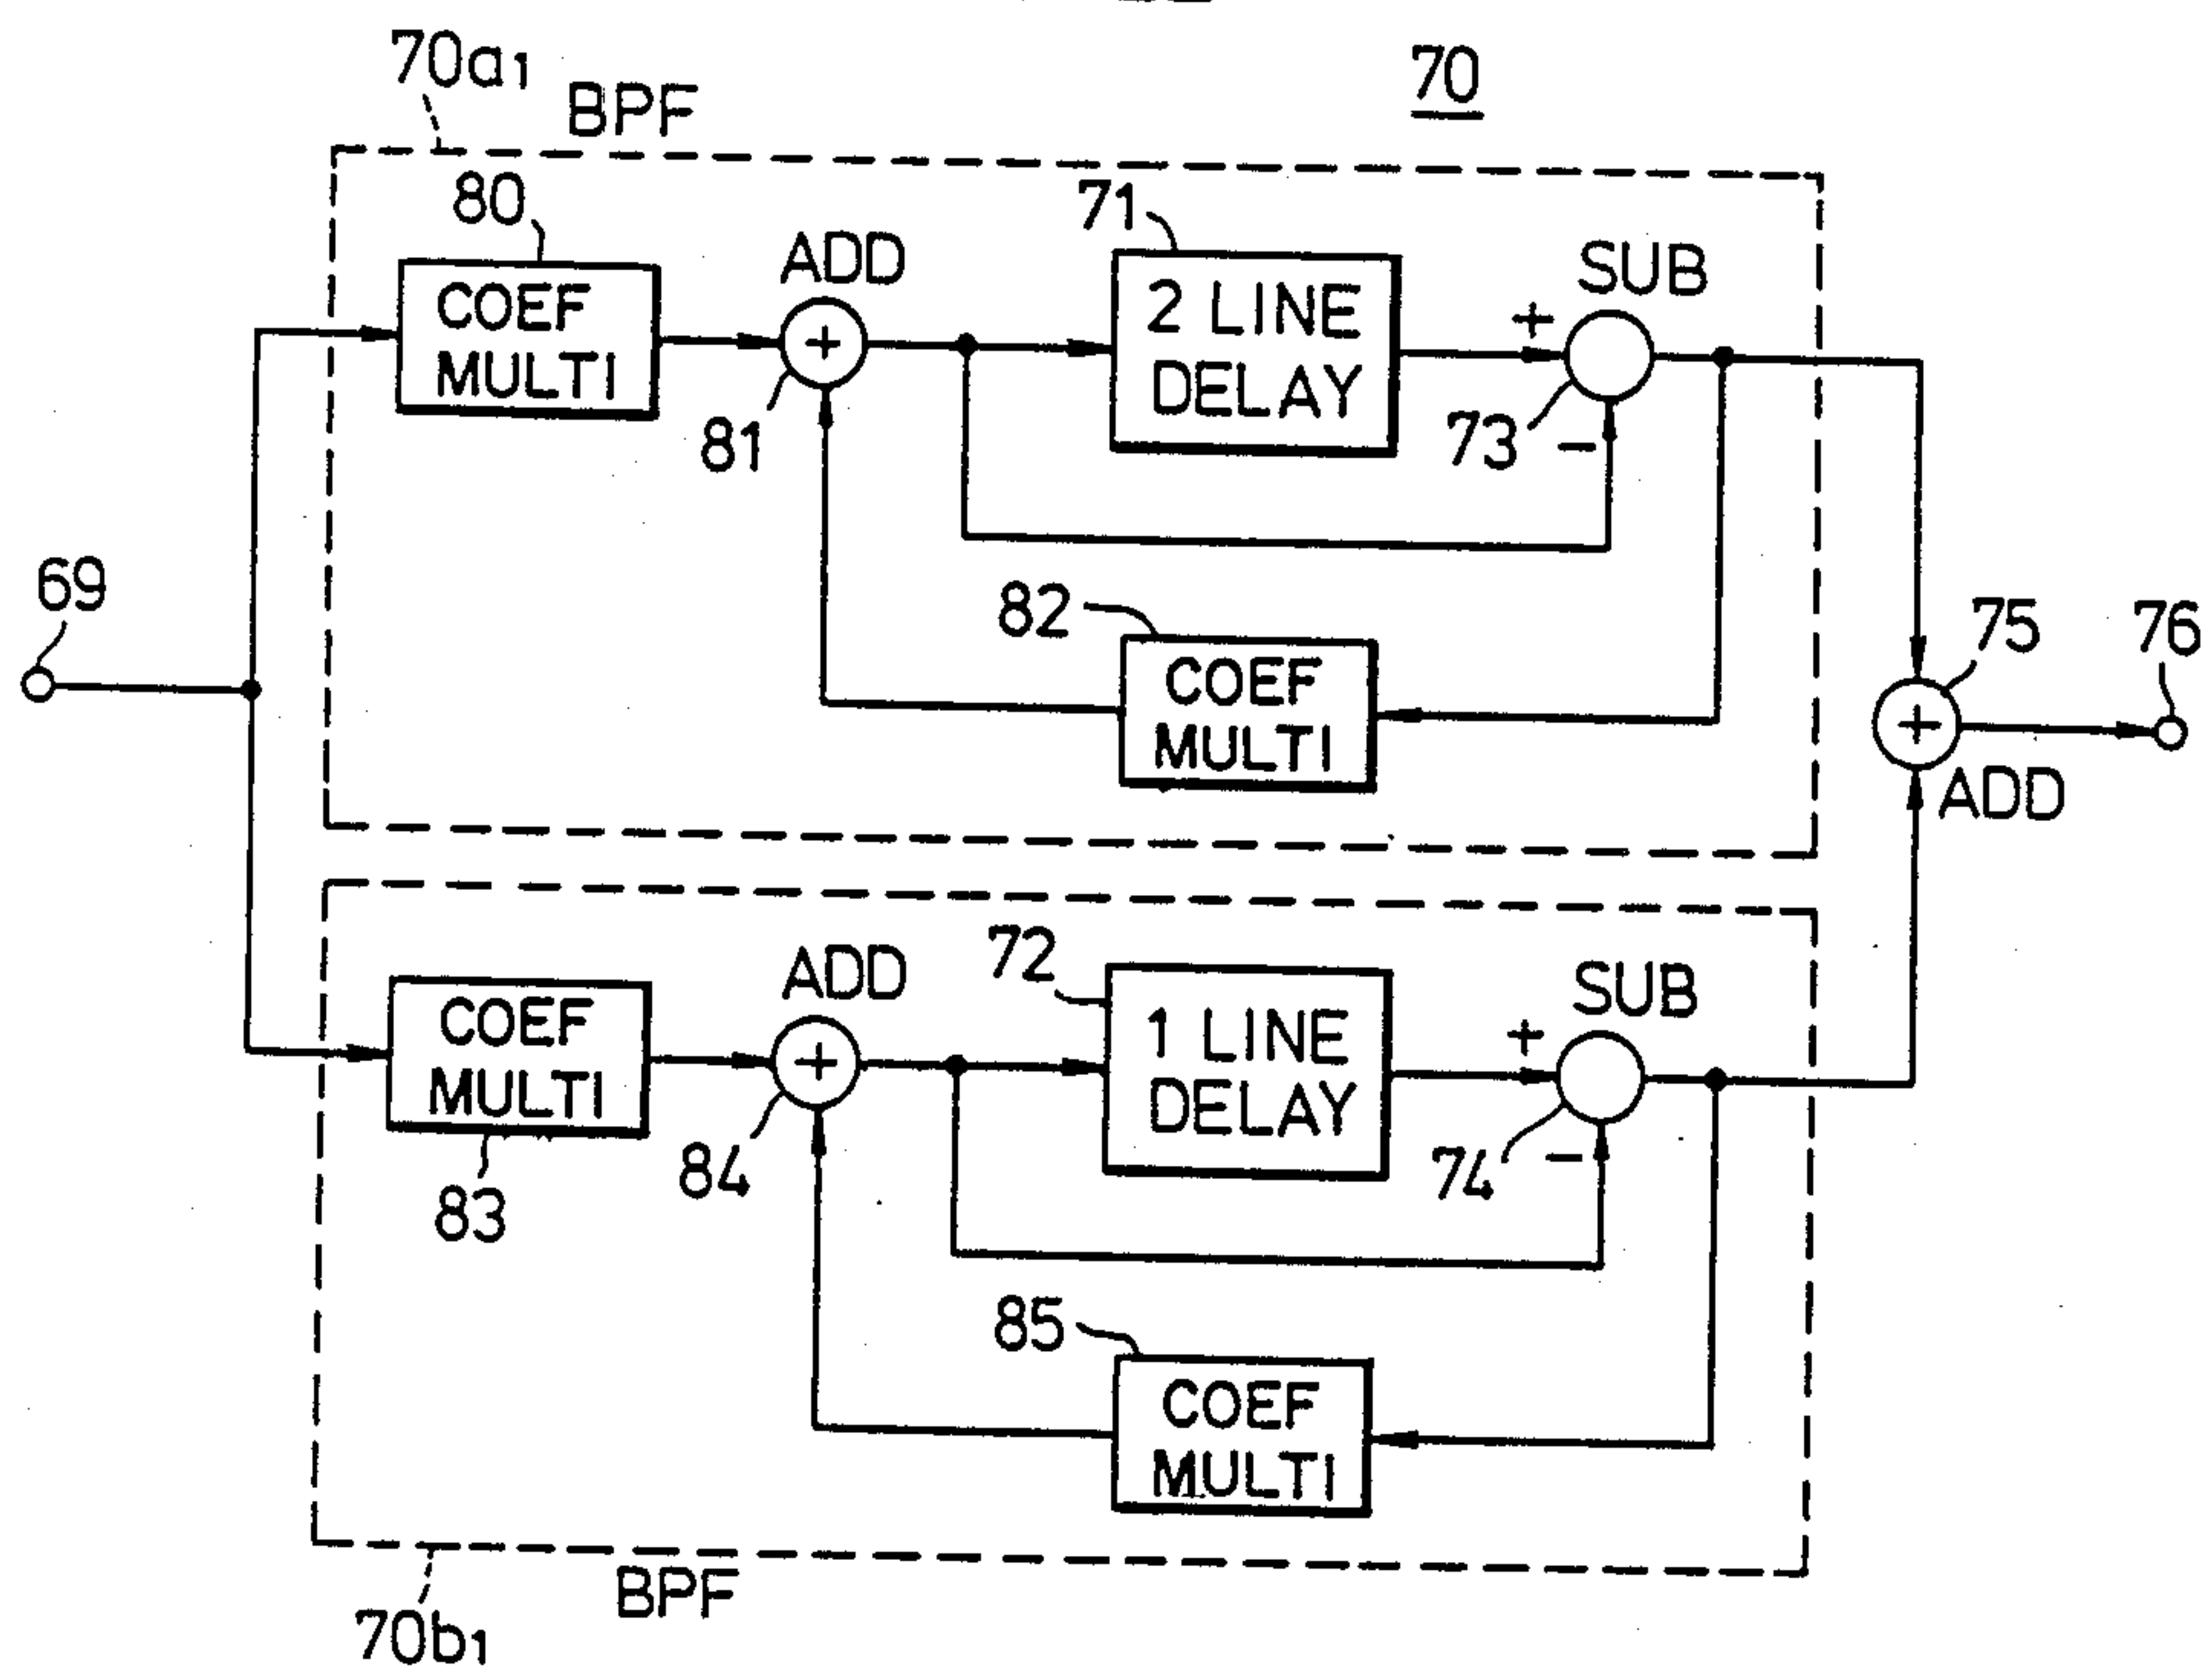 70a1
BPF
70
80
COEF
MULTI
ADD
+
81
71
2 LINE
DELAY
SUB
+
73
−
69
82
COEF
MULTI
75
+
ADD
76
COEF
MULTI
83
ADD
+
84
72
1 LINE
DELAY
SUB
+
74
−
85
COEF
MULTI
BPF
70b1